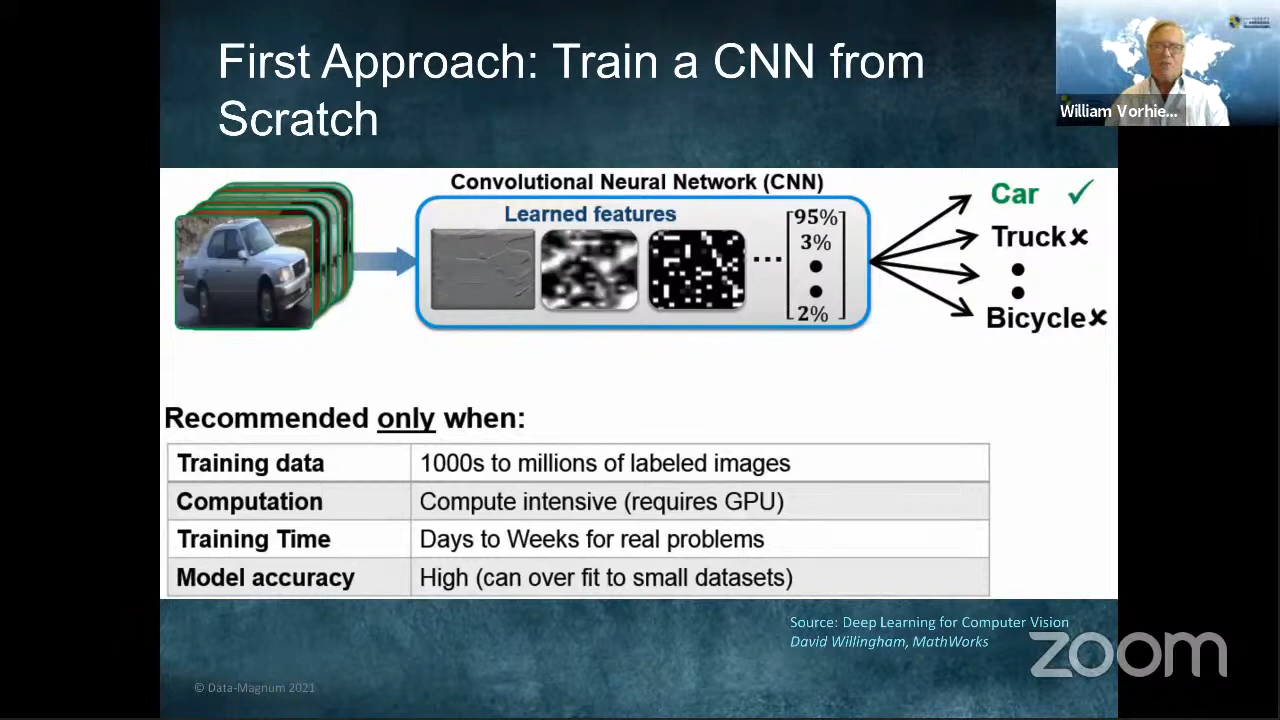 First Approach: Train a CNN from
Scratch
William Vorhie...
Convolutional Neural Network (CNN)
Learned features
...
95%
3%
2%
Car ✓
Truck✘
Bicycle✘
Recommended only when:
Training data 1000s to millions of labeled images
Computation Compute intensive (requires GPU)
Training Time Days to Weeks for real problems
Model accuracy High (can over fit to small datasets)
Source: Deep Learning for Computer Vision
David Willingham, MathWorks
zoom
© Data-Magnum 2021